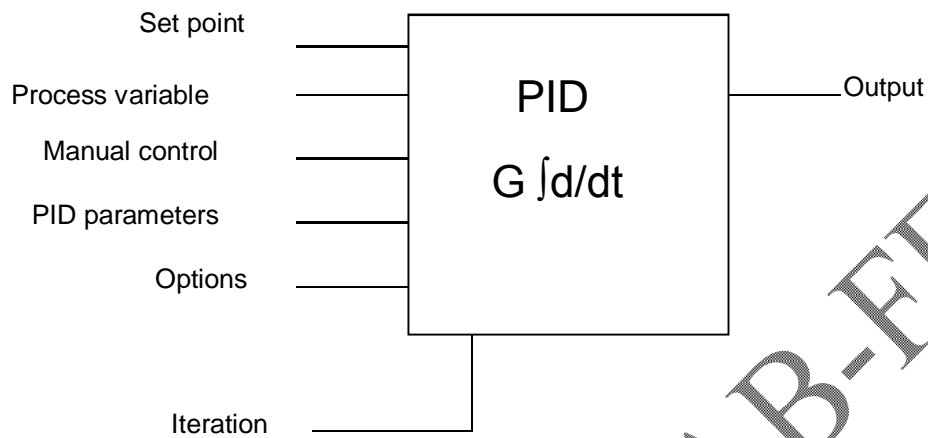 Set point
Process variable
Manual control
PID parameters
Options
Iteration
PID
G ∫d/dt
Output